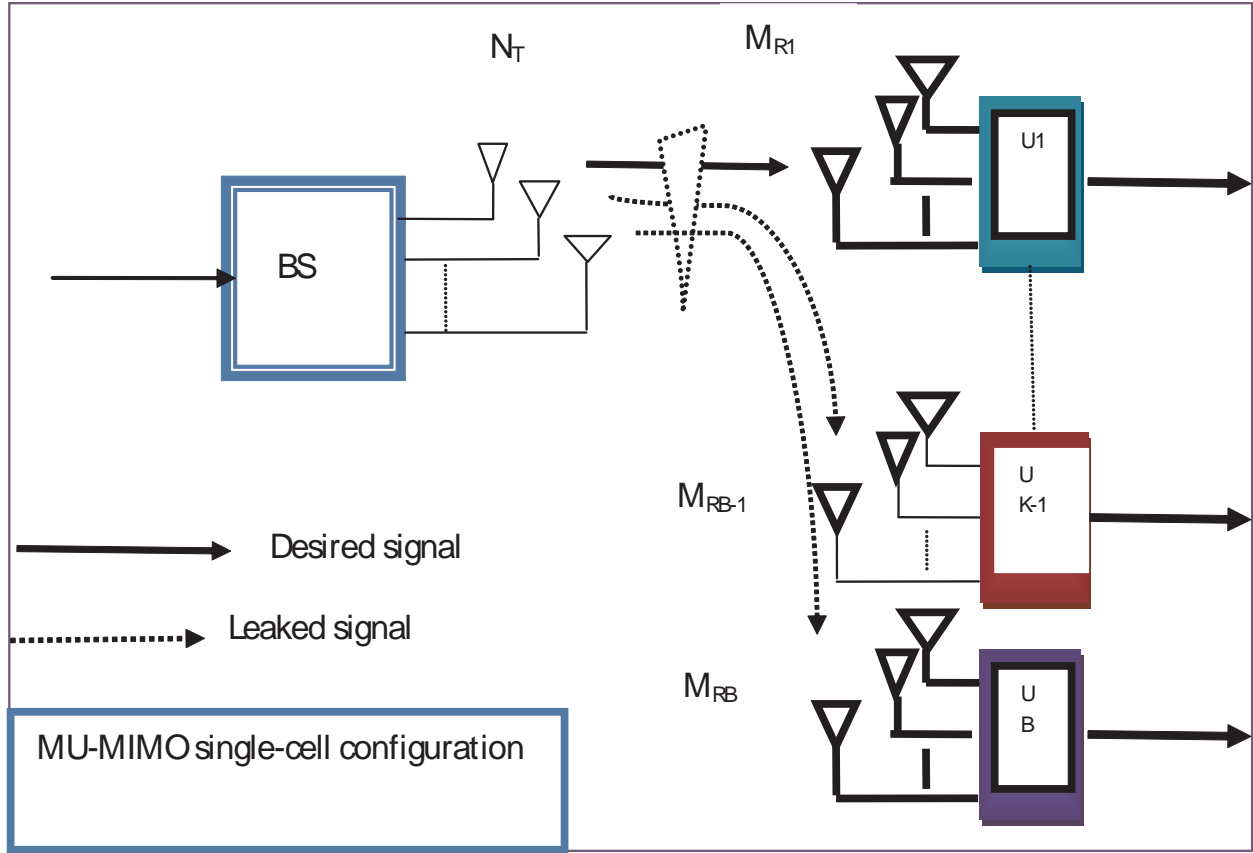 N_T
M_R1
U1
BS
U
K-1
M_RB-1
Desired signal
Leaked signal
M_RB
U
B
MU-MIMO single-cell configuration